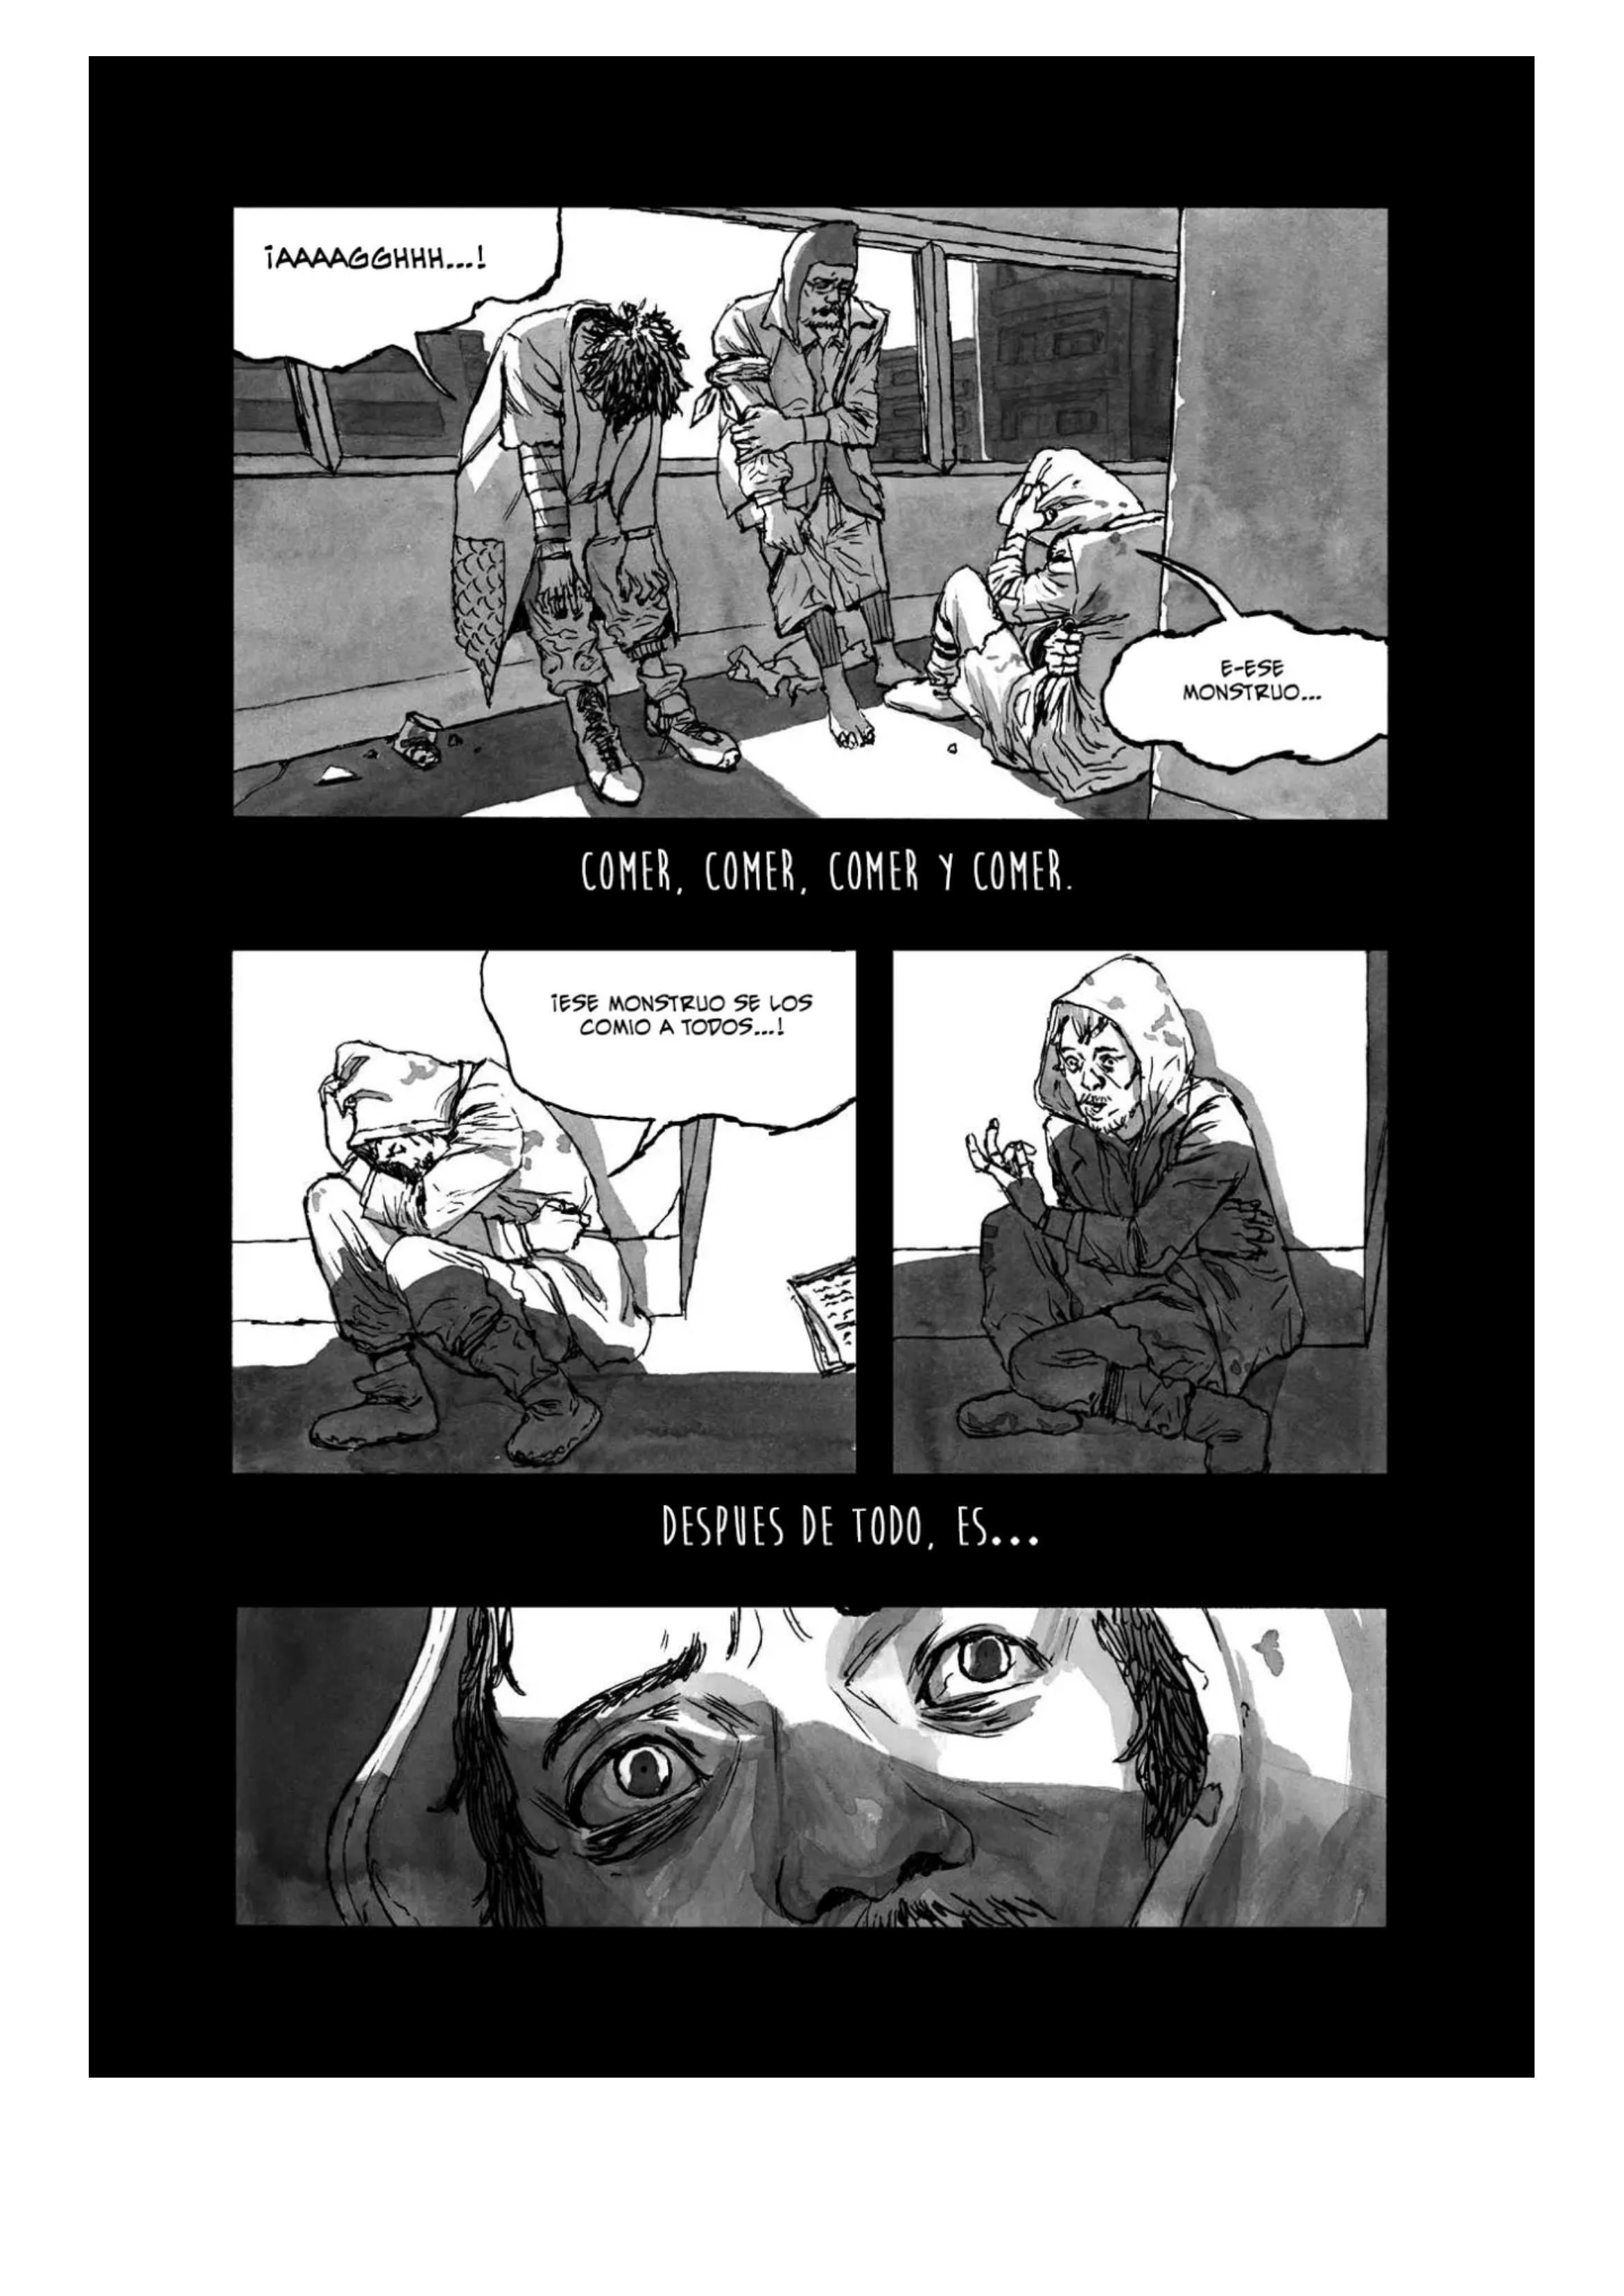 ¡AAAAGGHHH...!
E-ESE
MONSTRUO...
COMER, COMER, COMER Y COMER.
¡ESE MONSTRUO SE LOS
COMIO A TODOS...!
DESPUES DE TODO, ES...